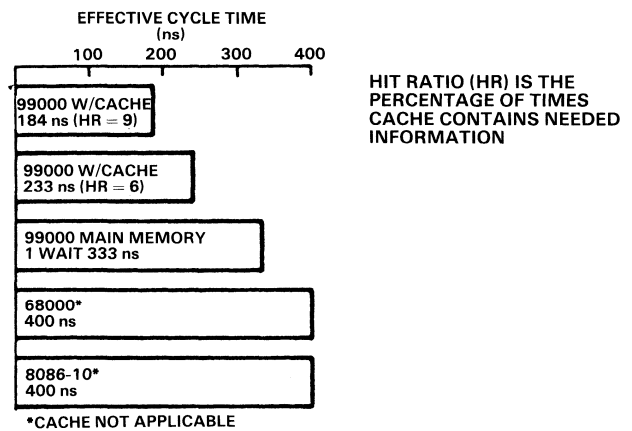 EFFECTIVE CYCLE TIME
(ns)
100 200 300 400
99000 W/CACHE
184 ns (HR = 9)
99000 W/CACHE
233 ns (HR = 6)
99000 MAIN MEMORY
1 WAIT 333 ns
68000*
400 ns
8086-10*
400 ns
*CACHE NOT APPLICABLE
HIT RATIO (HR) IS THE
PERCENTAGE OF TIMES
CACHE CONTAINS NEEDED
INFORMATION